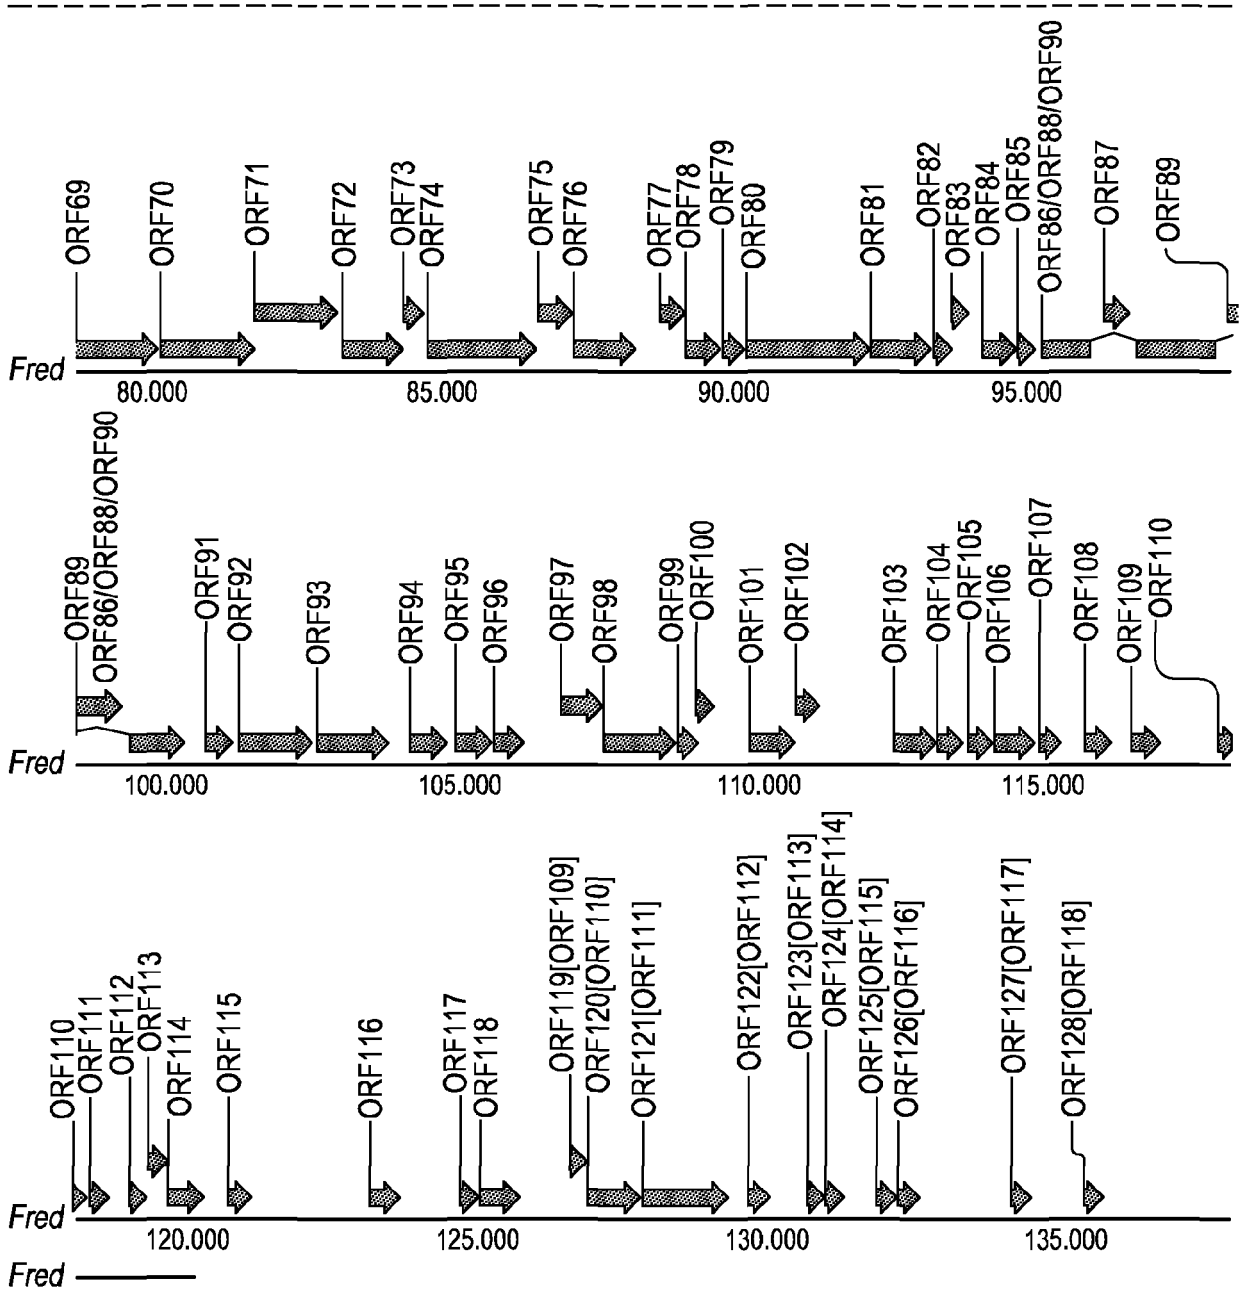 ORF69
ORF70
ORF71
ORF72
ORF73
ORF74
ORF75
ORF76
ORF77
ORF78
ORF79
ORF80
ORF81
ORF82
ORF83
ORF84
ORF85
ORF86/ORF88/ORF90
ORF87
ORF89
Fred
80.000 85.000 90.000 95.000
ORF89
ORF86/ORF88/ORF90
ORF91
ORF92
ORF93
ORF94
ORF95
ORF96
ORF97
ORF98
ORF99
ORF100
ORF101
ORF102
ORF103
ORF104
ORF105
ORF106
ORF107
ORF108
ORF109
ORF110
Fred
100.000 105.000 110.000 115.000
ORF110
ORF111
ORF112
ORF113
ORF114
ORF115
ORF116
ORF117
ORF118
ORF119[ORF109]
ORF120[ORF110]
ORF121[ORF111]
ORF122[ORF112]
ORF123[ORF113]
ORF124[ORF114]
ORF125[ORF115]
ORF126[ORF116]
ORF127[ORF117]
ORF128[ORF118]
Fred
120.000 125.000 130.000 135.000
Fred